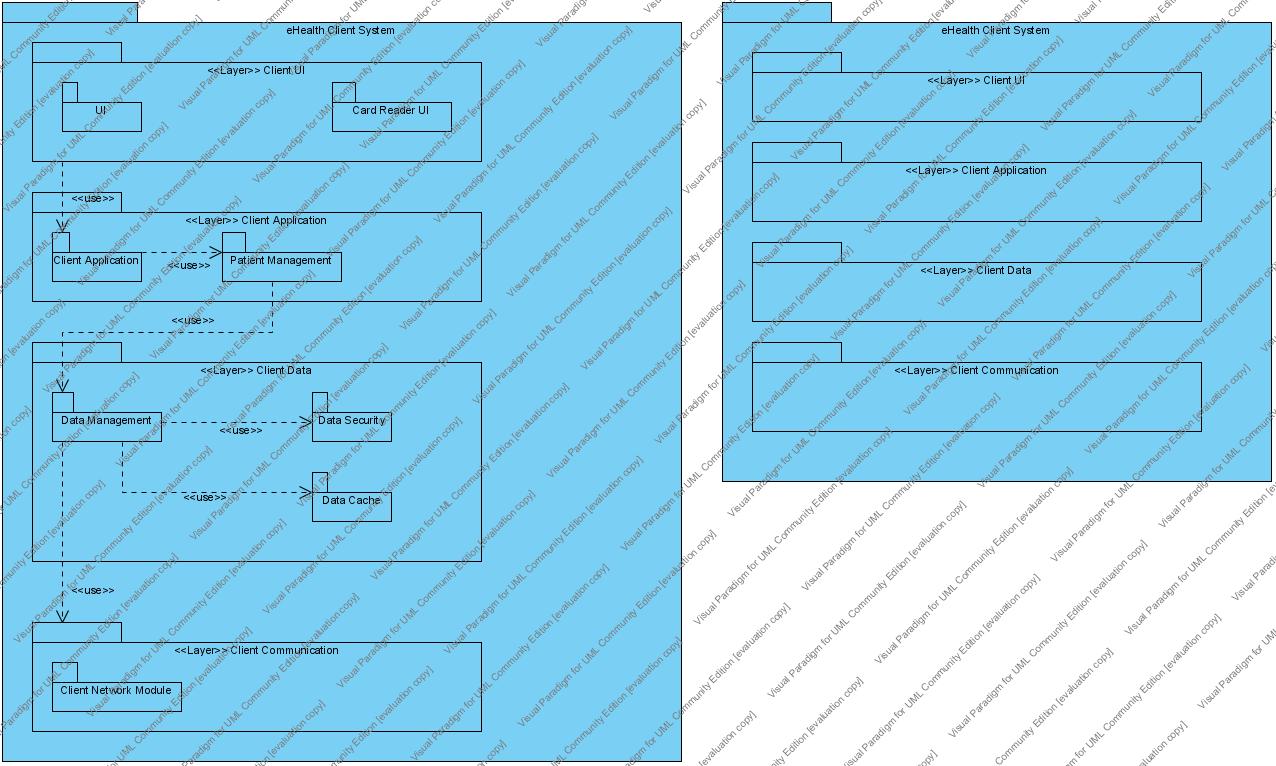 eHealth Client System
<<Layer>> Client UI
UI
Card Reader UI
<<use>>
<<Layer>> Client Application
Client Application
<<use>>
Patient Management
<<use>>
<<Layer>> Client Data
Data Management
<<use>>
Data Security
<<use>>
Data Cache
<<use>>
<<Layer>> Client Communication
Client Network Module
eHealth Client System
<<Layer>> Client UI
<<Layer>> Client Application
<<Layer>> Client Data
<<Layer>> Client Communication
Visual Paradigm for UML Community Edition [evaluation copy]